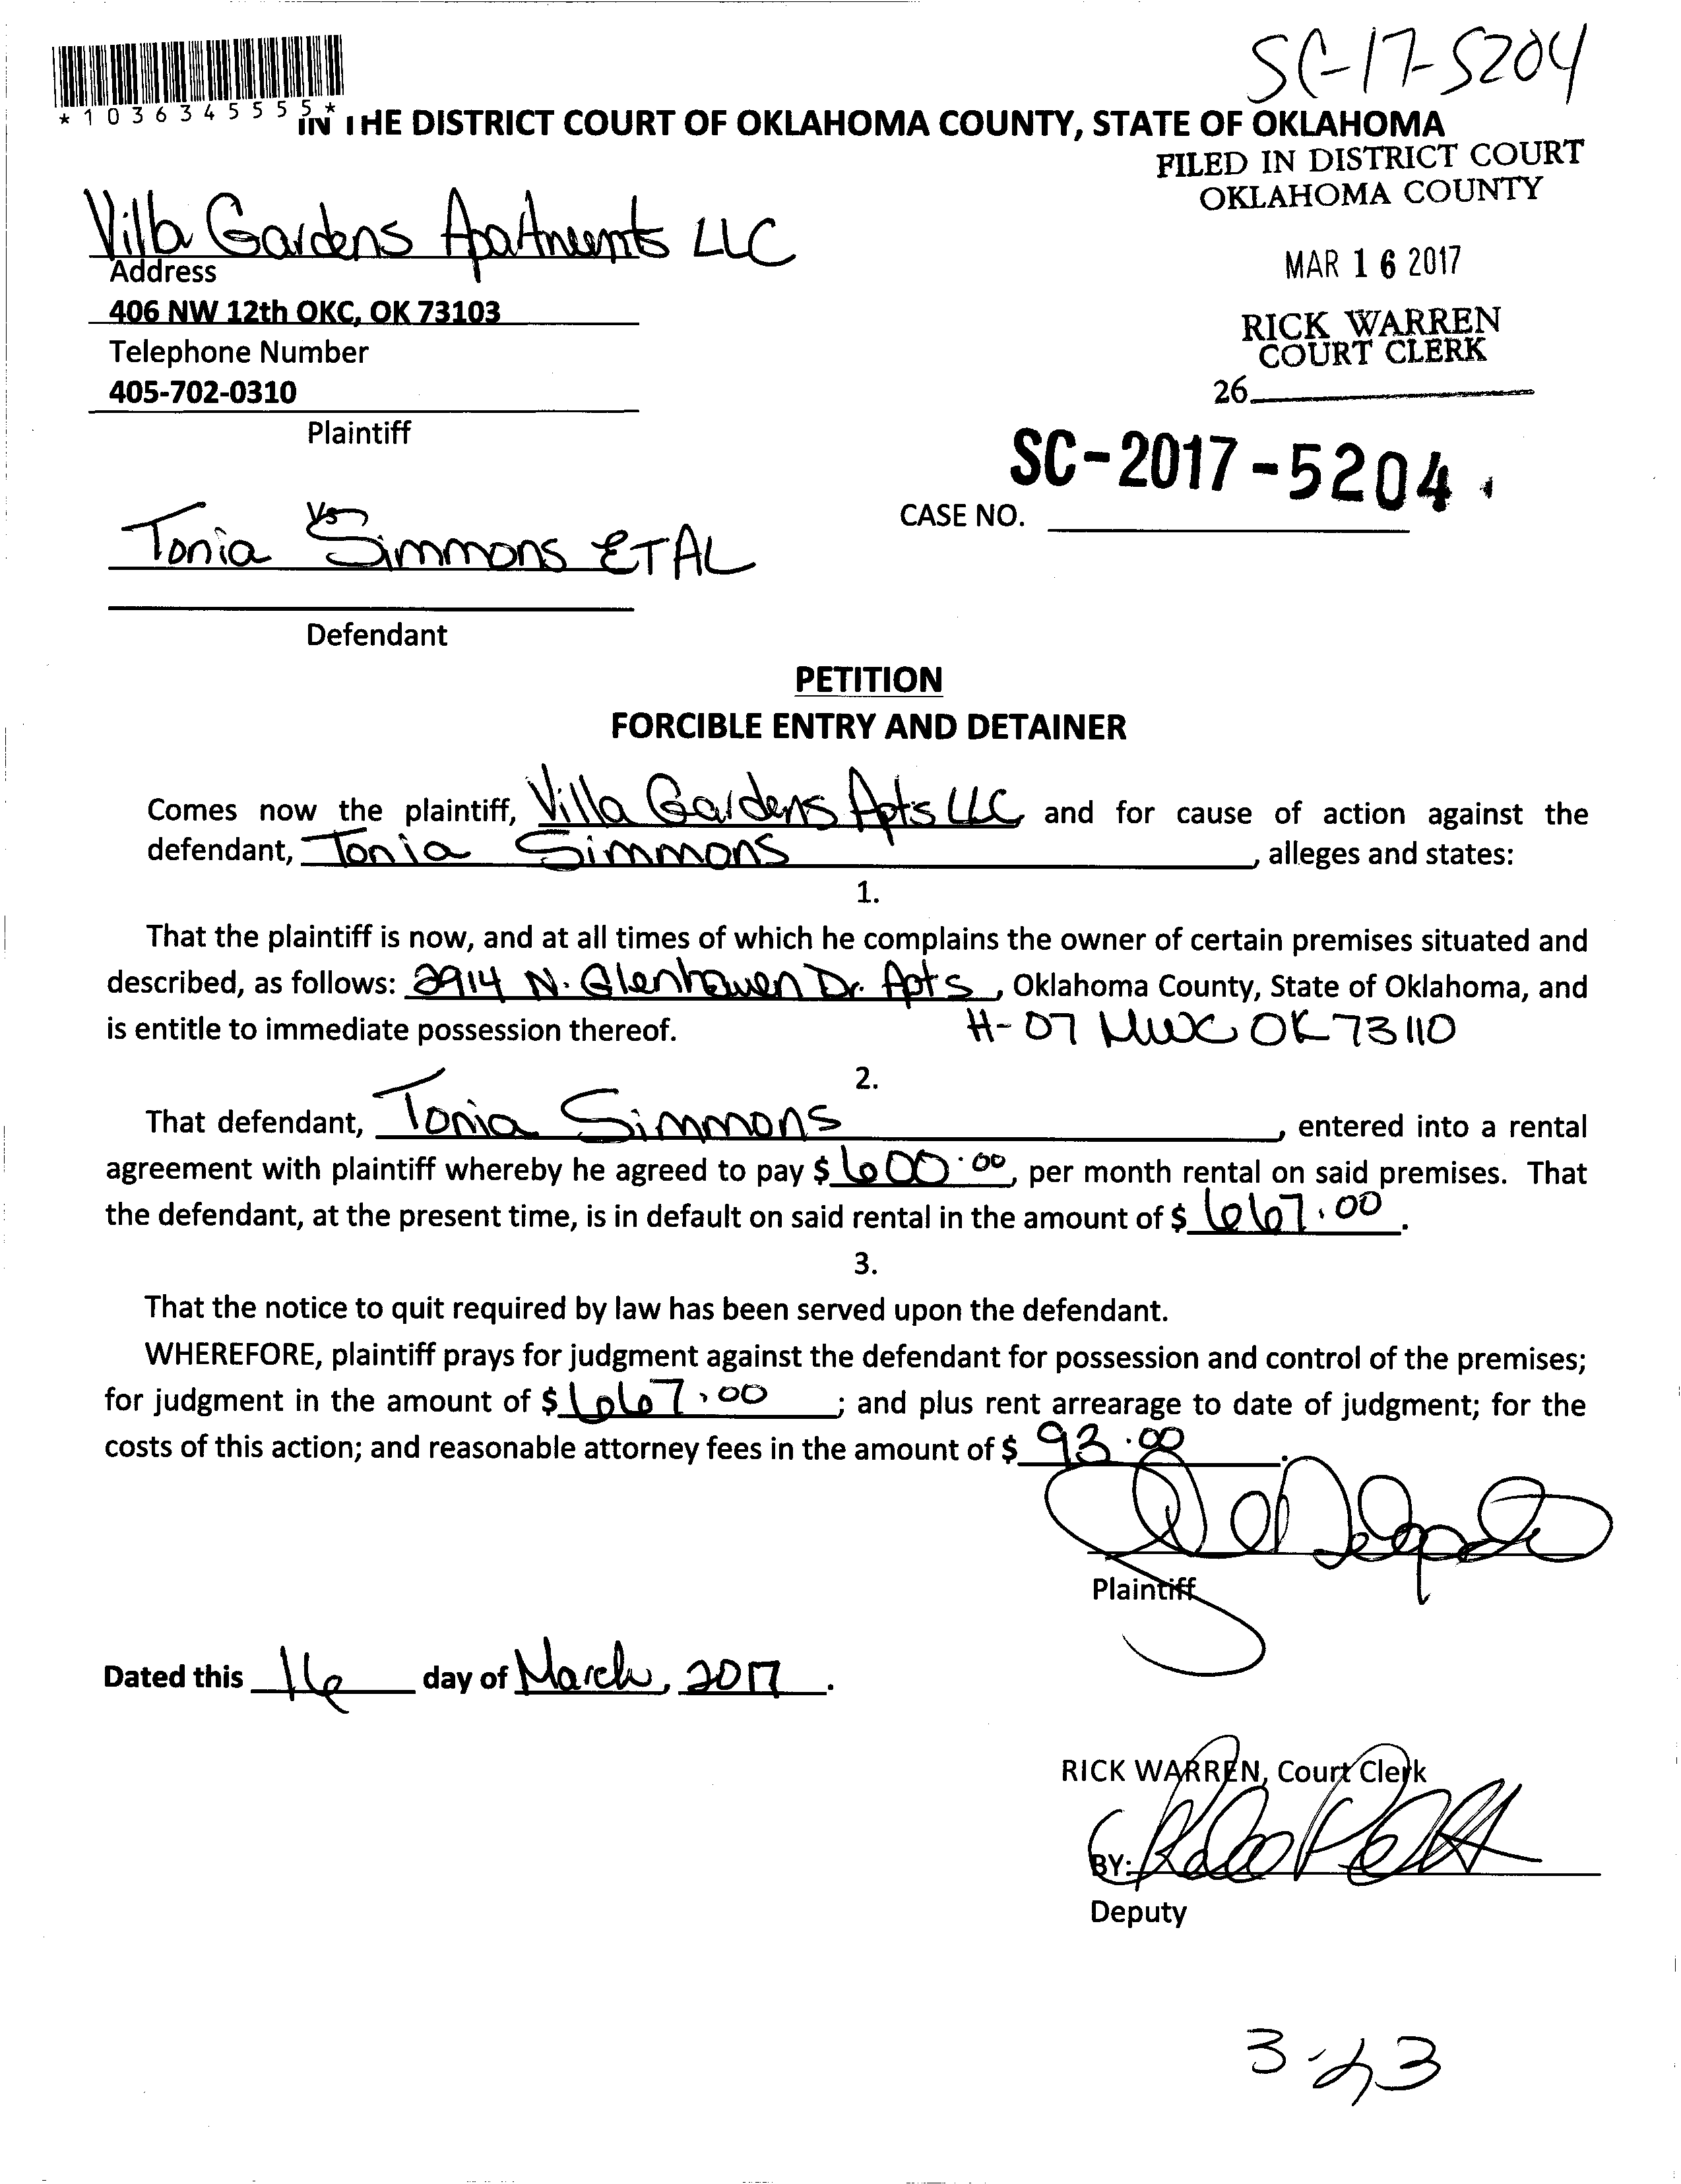 SC-17-5204
*1036345555*
IN THE DISTRICT COURT OF OKLAHOMA COUNTY, STATE OF OKLAHOMA
FILED IN DISTRICT COURT
OKLAHOMA COUNTY
MAR 16 2017
RICK WARREN
COURT CLERK
26
Villa Gardens Apartments LLC
Address
406 NW 12th OKC, OK 73103
Telephone Number
405-702-0310
Plaintiff
SC-2017-5204
CASE NO.
Vs
Tonia Simmons ETAL
Defendant
PETITION
FORCIBLE ENTRY AND DETAINER
Comes now the plaintiff, Villa Gardens Apts LLC and for cause of action against the
defendant, Tonia Simmons, alleges and states:
1.
That the plaintiff is now, and at all times of which he complains the owner of certain premises situated and
described, as follows: 2914 N. Glenhaven Dr. Apts, Oklahoma County, State of Oklahoma, and
is entitle to immediate possession thereof. H-07 MWC OK 73110
2.
That defendant, Tonia Simmons, entered into a rental
agreement with plaintiff whereby he agreed to pay $ 600.00, per month rental on said premises. That
the defendant, at the present time, is in default on said rental in the amount of $ 667.00.
3.
That the notice to quit required by law has been served upon the defendant.
WHEREFORE, plaintiff prays for judgment against the defendant for possession and control of the premises;
for judgment in the amount of $ 667.00; and plus rent arrearage to date of judgment; for the
costs of this action; and reasonable attorney fees in the amount of $ 93.00.
Plaintiff
Dated this 16 day of March, 2017.
RICK WARREN, Court Clerk
BY:
Deputy
3-23